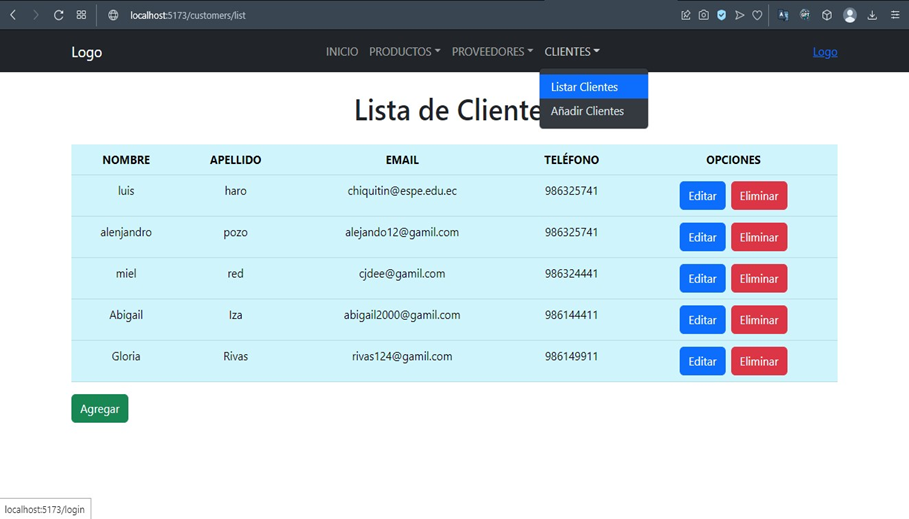 localhost:5173/customers/list
Logo INICIO PRODUCTOS PROVEEDORES CLIENTES Logo
Listar Clientes
Añadir Clientes
Lista de Cliente
NOMBRE APELLIDO EMAIL TELÉFONO OPCIONES
luis haro chiquitin@espe.edu.ec 986325741 Editar Eliminar
alenjandro pozo alejando12@gamil.com 986325741 Editar Eliminar
miel red cjdee@gamil.com 986324441 Editar Eliminar
Abigail Iza abigail2000@gamil.com 986144411 Editar Eliminar
Gloria Rivas rivas124@gamil.com 986149911 Editar Eliminar
Agregar
localhost:5173/login